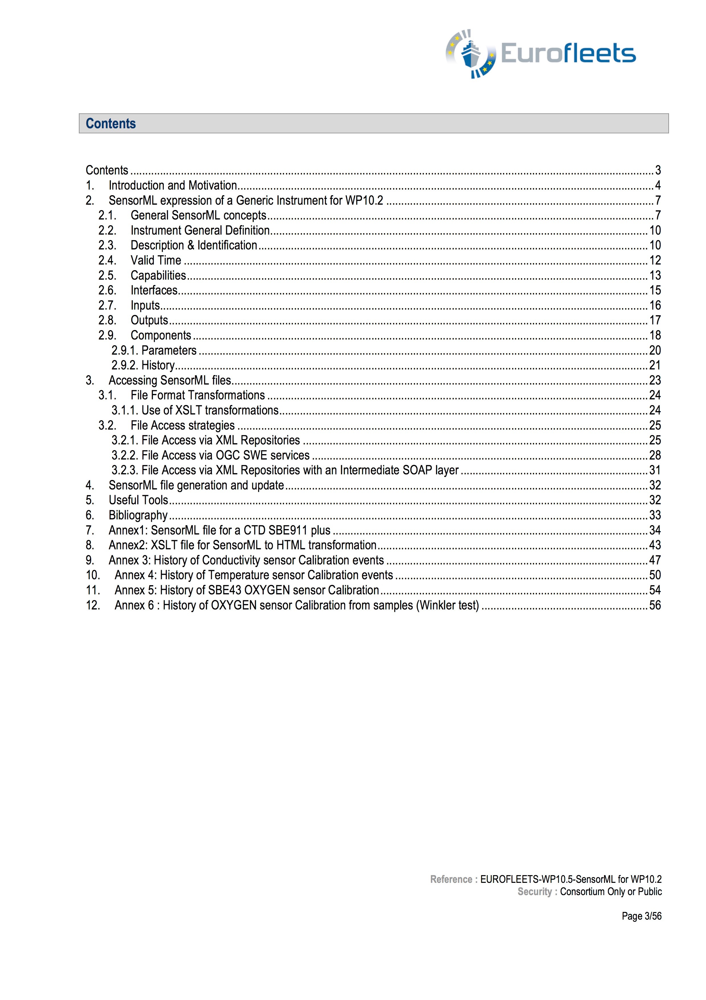 Eurofleets
Contents
Contents ........ 3
1. Introduction and Motivation ........ 4
2. SensorML expression of a Generic Instrument for WP10.2 ........ 7
2.1. General SensorML concepts ........ 7
2.2. Instrument General Definition ........ 10
2.3. Description & Identification ........ 10
2.4. Valid Time ........ 12
2.5. Capabilities ........ 13
2.6. Interfaces ........ 15
2.7. Inputs ........ 16
2.8. Outputs ........ 17
2.9. Components ........ 18
2.9.1. Parameters ........ 20
2.9.2. History ........ 21
3. Accessing SensorML files ........ 23
3.1. File Format Transformations ........ 24
3.1.1. Use of XSLT transformations ........ 24
3.2. File Access strategies ........ 25
3.2.1. File Access via XML Repositories ........ 25
3.2.2. File Access via OGC SWE services ........ 28
3.2.3. File Access via XML Repositories with an Intermediate SOAP layer ........ 31
4. SensorML file generation and update ........ 32
5. Useful Tools ........ 32
6. Bibliography ........ 33
7. Annex1: SensorML file for a CTD SBE911 plus ........ 34
8. Annex2: XSLT file for SensorML to HTML transformation ........ 43
9. Annex 3: History of Conductivity sensor Calibration events ........ 47
10. Annex 4: History of Temperature sensor Calibration events ........ 50
11. Annex 5: History of SBE43 OXYGEN sensor Calibration ........ 54
12. Annex 6 : History of OXYGEN sensor Calibration from samples (Winkler test) ........ 56
Reference : EUROFLEETS-WP10.5-SensorML for WP10.2
Security : Consortium Only or Public
Page 3/56